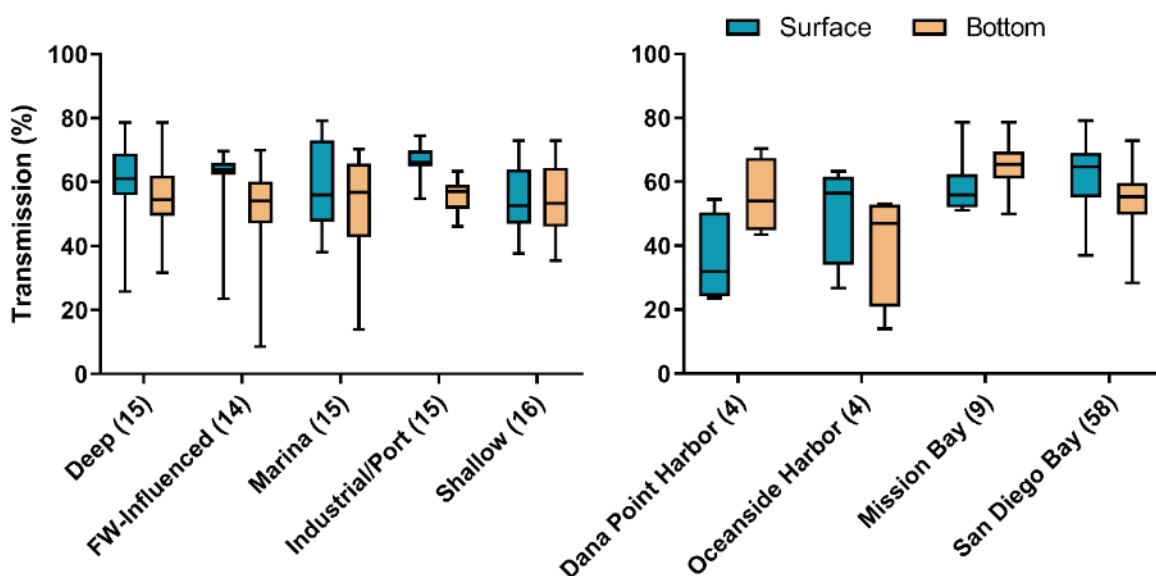 Surface
Bottom
Transmission (%)
100
80
60
40
20
0
Deep (15)
FW-Influenced (14)
Marina (15)
Industrial/Port (15)
Shallow (16)
100
80
60
40
20
0
Dana Point Harbor (4)
Oceanside Harbor (4)
Mission Bay (9)
San Diego Bay (58)